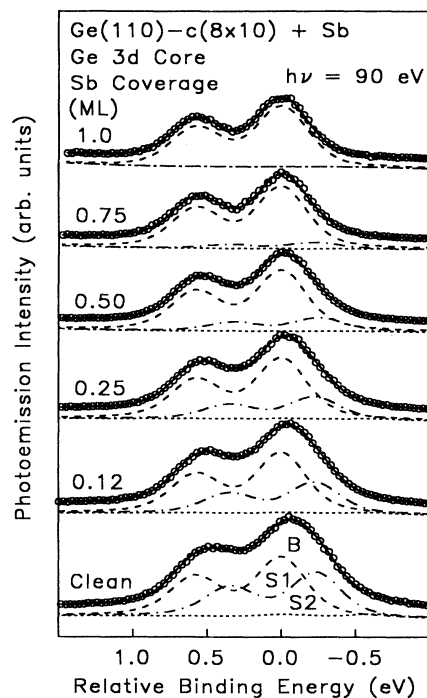 Ge(110)-c(8x10) + Sb
Ge 3d Core
Sb Coverage
(ML)
hν = 90 eV
1.0
0.75
0.50
0.25
0.12
Clean
B
S1
S2
Photoemission Intensity (arb. units)
1.0 0.5 0.0 -0.5
Relative Binding Energy (eV)